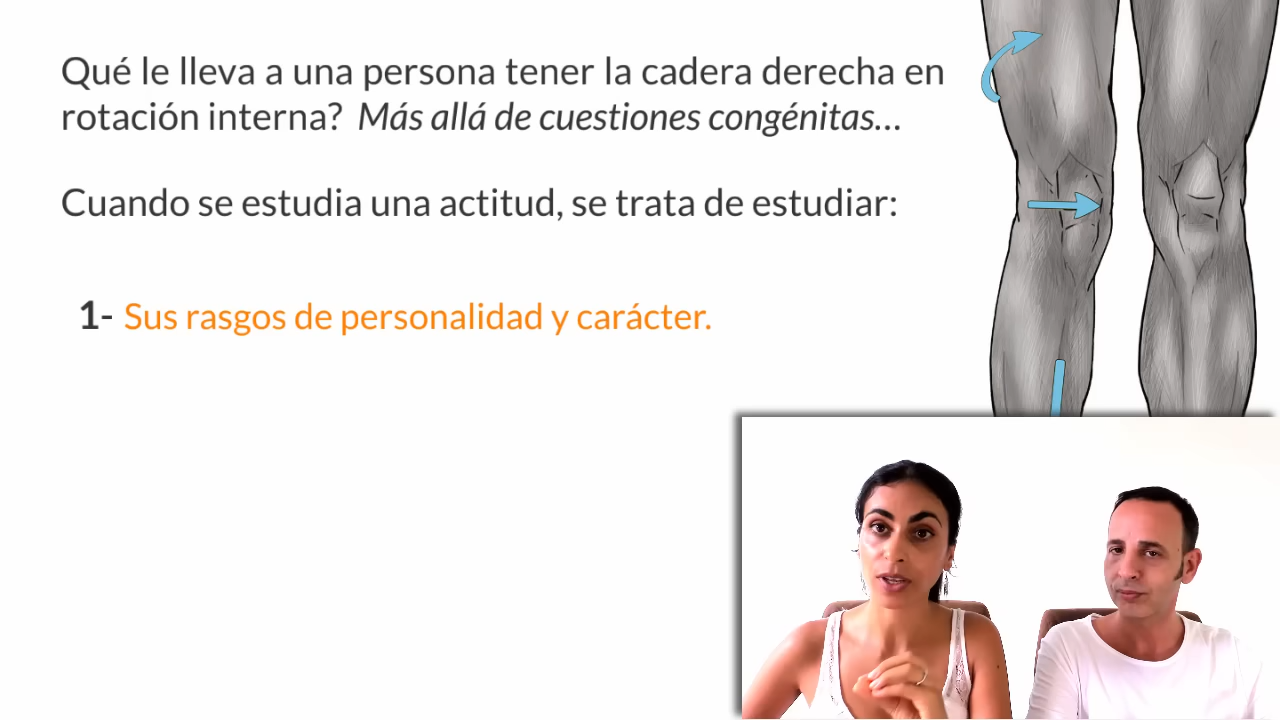 Qué le lleva a una persona tener la cadera derecha en
rotación interna? Más allá de cuestiones congénitas...
Cuando se estudia una actitud, se trata de estudiar:
1- Sus rasgos de personalidad y carácter.